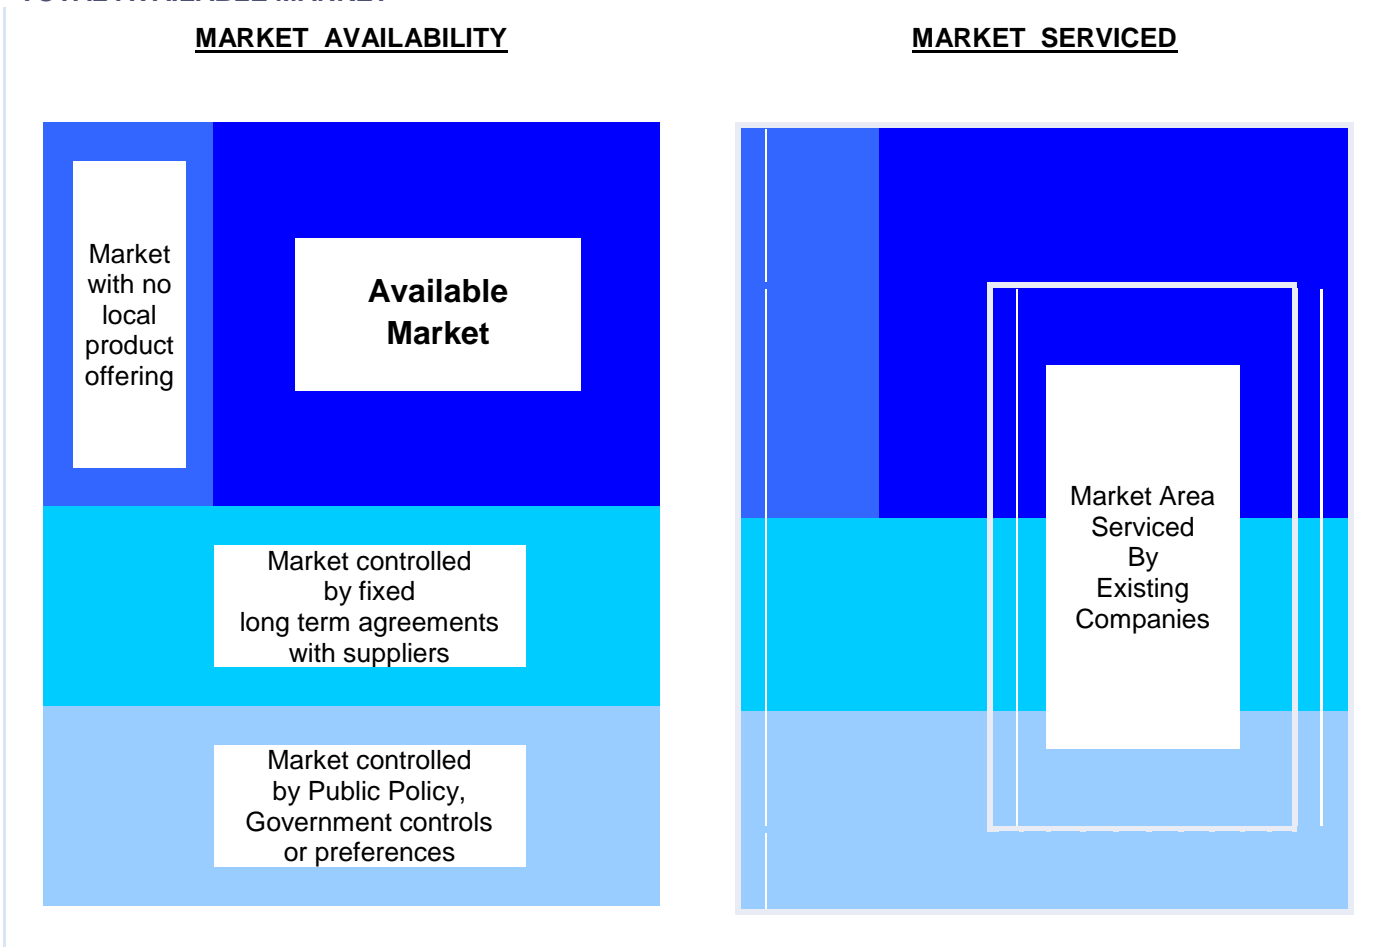 MARKET AVAILABILITY
MARKET SERVICED
Market
with no
local
product
offering
Available
Market
Market controlled
by fixed
long term agreements
with suppliers
Market controlled
by Public Policy,
Government controls
or preferences
Market Area
Serviced
By
Existing
Companies